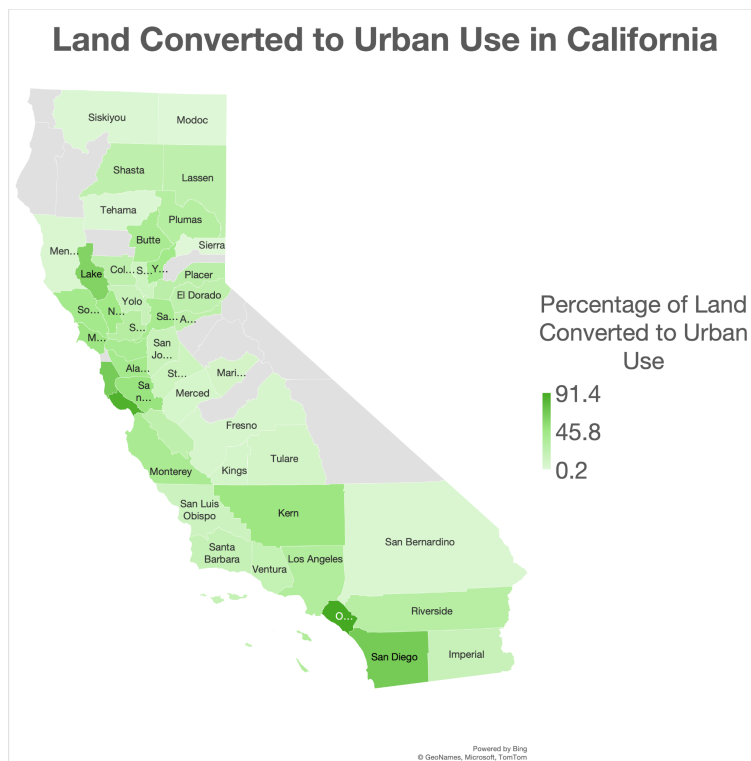 Land Converted to Urban Use in California
Siskiyou
Modoc
Shasta
Lassen
Tehama
Plumas
Butte
Sierra
Men...
Lake
Col...
S...
Y...
Placer
El Dorado
Yolo
So...
N...
Sa...
A...
S...
M...
San
Jo...
Ala...
St...
Mari...
Sa
n...
Merced
Fresno
Tulare
Monterey
Kings
San Luis
Obispo
Kern
San Bernardino
Santa
Barbara
Ventura
Los Angeles
Riverside
O...
San Diego
Imperial
Percentage of Land
Converted to Urban
Use
91.4
45.8
0.2
Powered by Bing
© GeoNames, Microsoft, TomTom